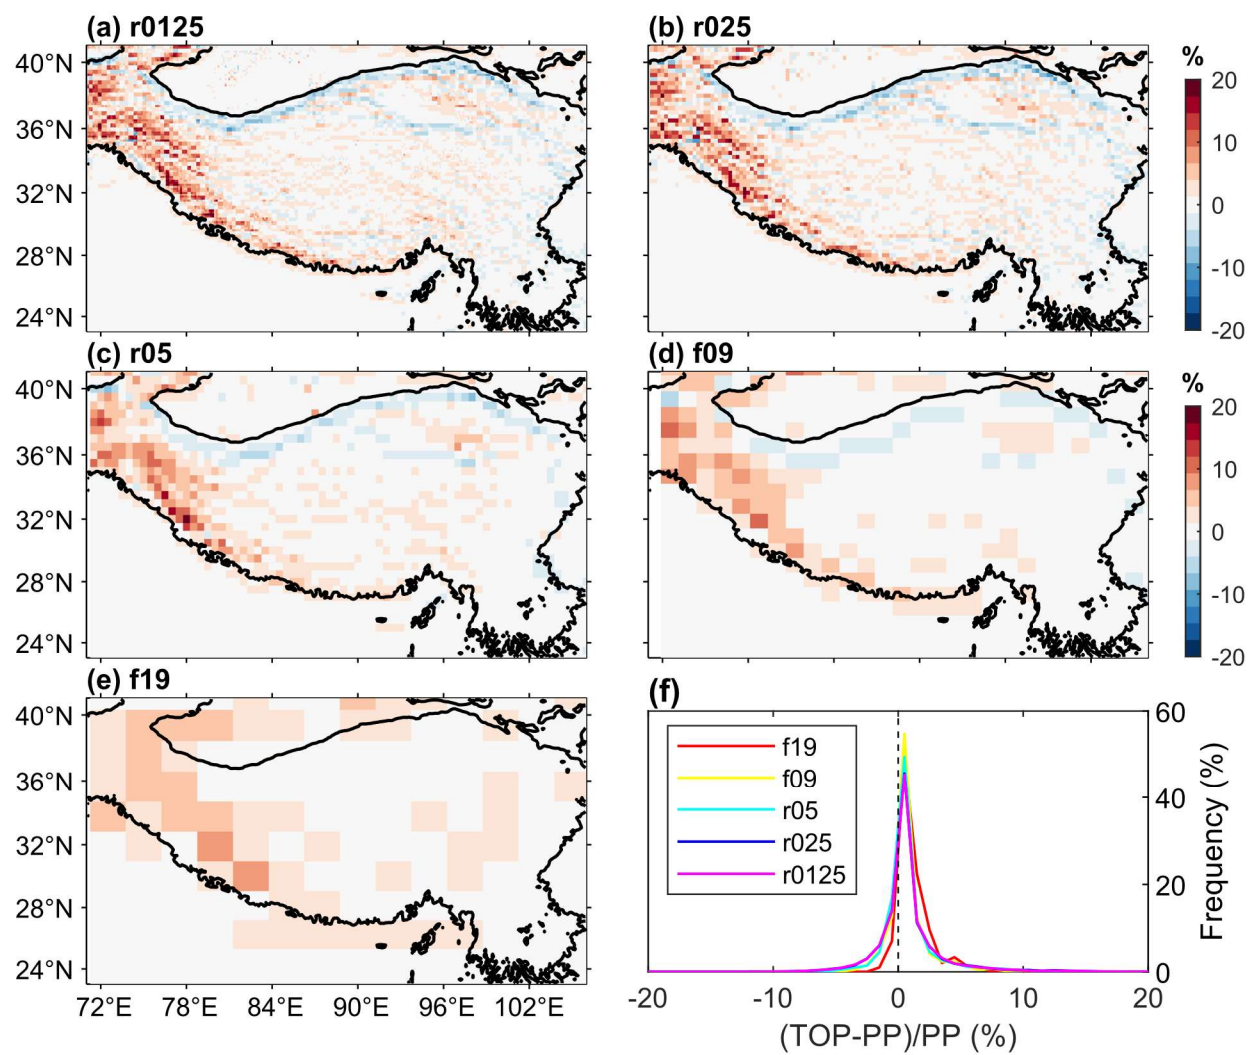 (a) r0125
(b) r025
40°N
36°N
32°N
28°N
24°N
%
20
10
0
-10
-20
(c) r05
(d) f09
40°N
36°N
32°N
28°N
24°N
%
20
10
0
-10
-20
(e) f19
(f)
40°N
36°N
32°N
28°N
24°N
72°E
78°E
84°E
90°E
96°E
102°E
f19
f09
r05
r025
r0125
60
40
20
0
Frequency (%)
-20
-10
0
10
20
(TOP-PP)/PP (%)